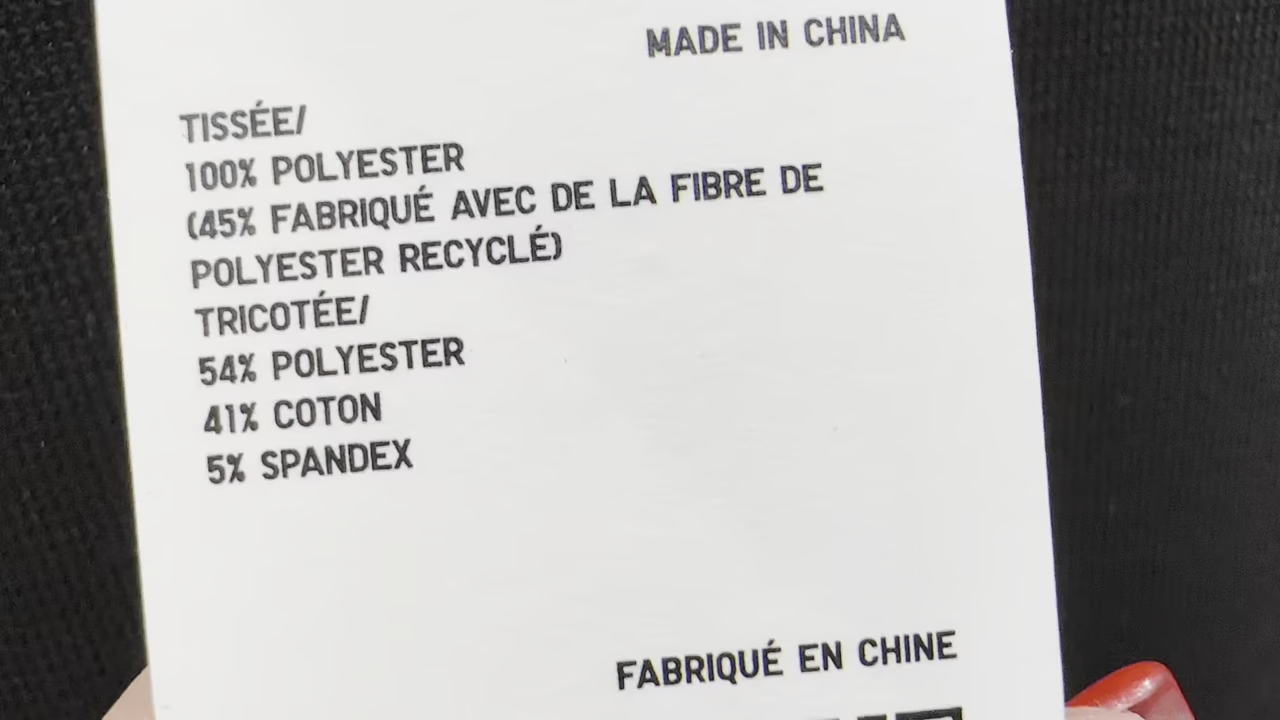 MADE IN CHINA
TISSÉE/
100% POLYESTER
(45% FABRIQUÉ AVEC DE LA FIBRE DE
POLYESTER RECYCLÉ)
TRICOTÉE/
54% POLYESTER
41% COTON
5% SPANDEX
FABRIQUÉ EN CHINE